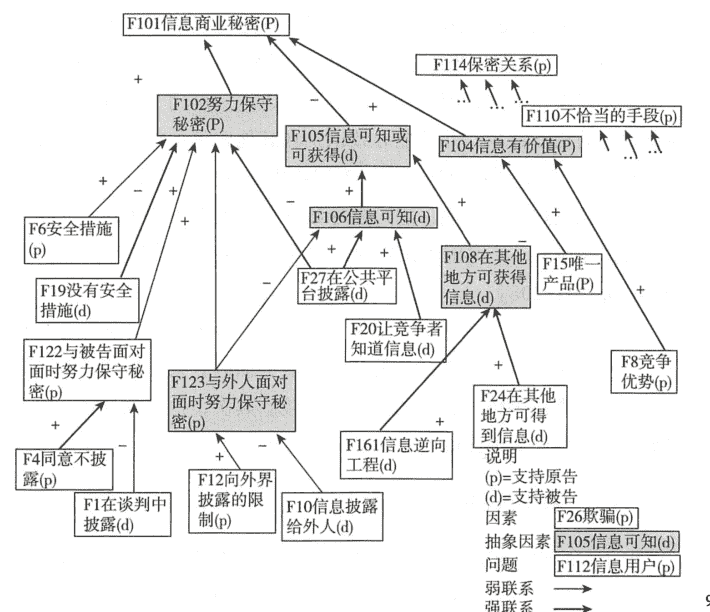 F101信息商业秘密(P)
F114保密关系(p)
+
... ... ...
F102努力保守
秘密(P)
−
+
F110不恰当的手段(p)
F105信息可知或
可获得(d)
F104信息有价值(P)
... ... ...
+
−
+
+
−
+
+
+
F6安全措施
(p)
F106信息可知(d)
−
F108在其他
地方可获得
信息(d)
F15唯一
产品(P)
+
+
F27在公共平
台披露(d)
−
F19没有安全
措施(d)
+
F20让竞争者
知道信息(d)
F122与被告面对
面时努力保守秘
密(p)
F8竞争
优势(p)
F123与外人面对
面时努力保守秘
密(p)
+
F24在其他
地方可得
到信息(d)
+
−
+
F161信息逆向
工程(d)
F4同意不披
露(p)
+
−
说明
F12向外界
披露的限
制(p)
(p)=支持原告
F1在谈判中
披露(d)
F10信息披露
给外人(d)
(d)=支持被告
因素
F26欺骗(p)
抽象因素
F105信息可知(d)
问题
F112信息用户(p)
弱联系
强联系